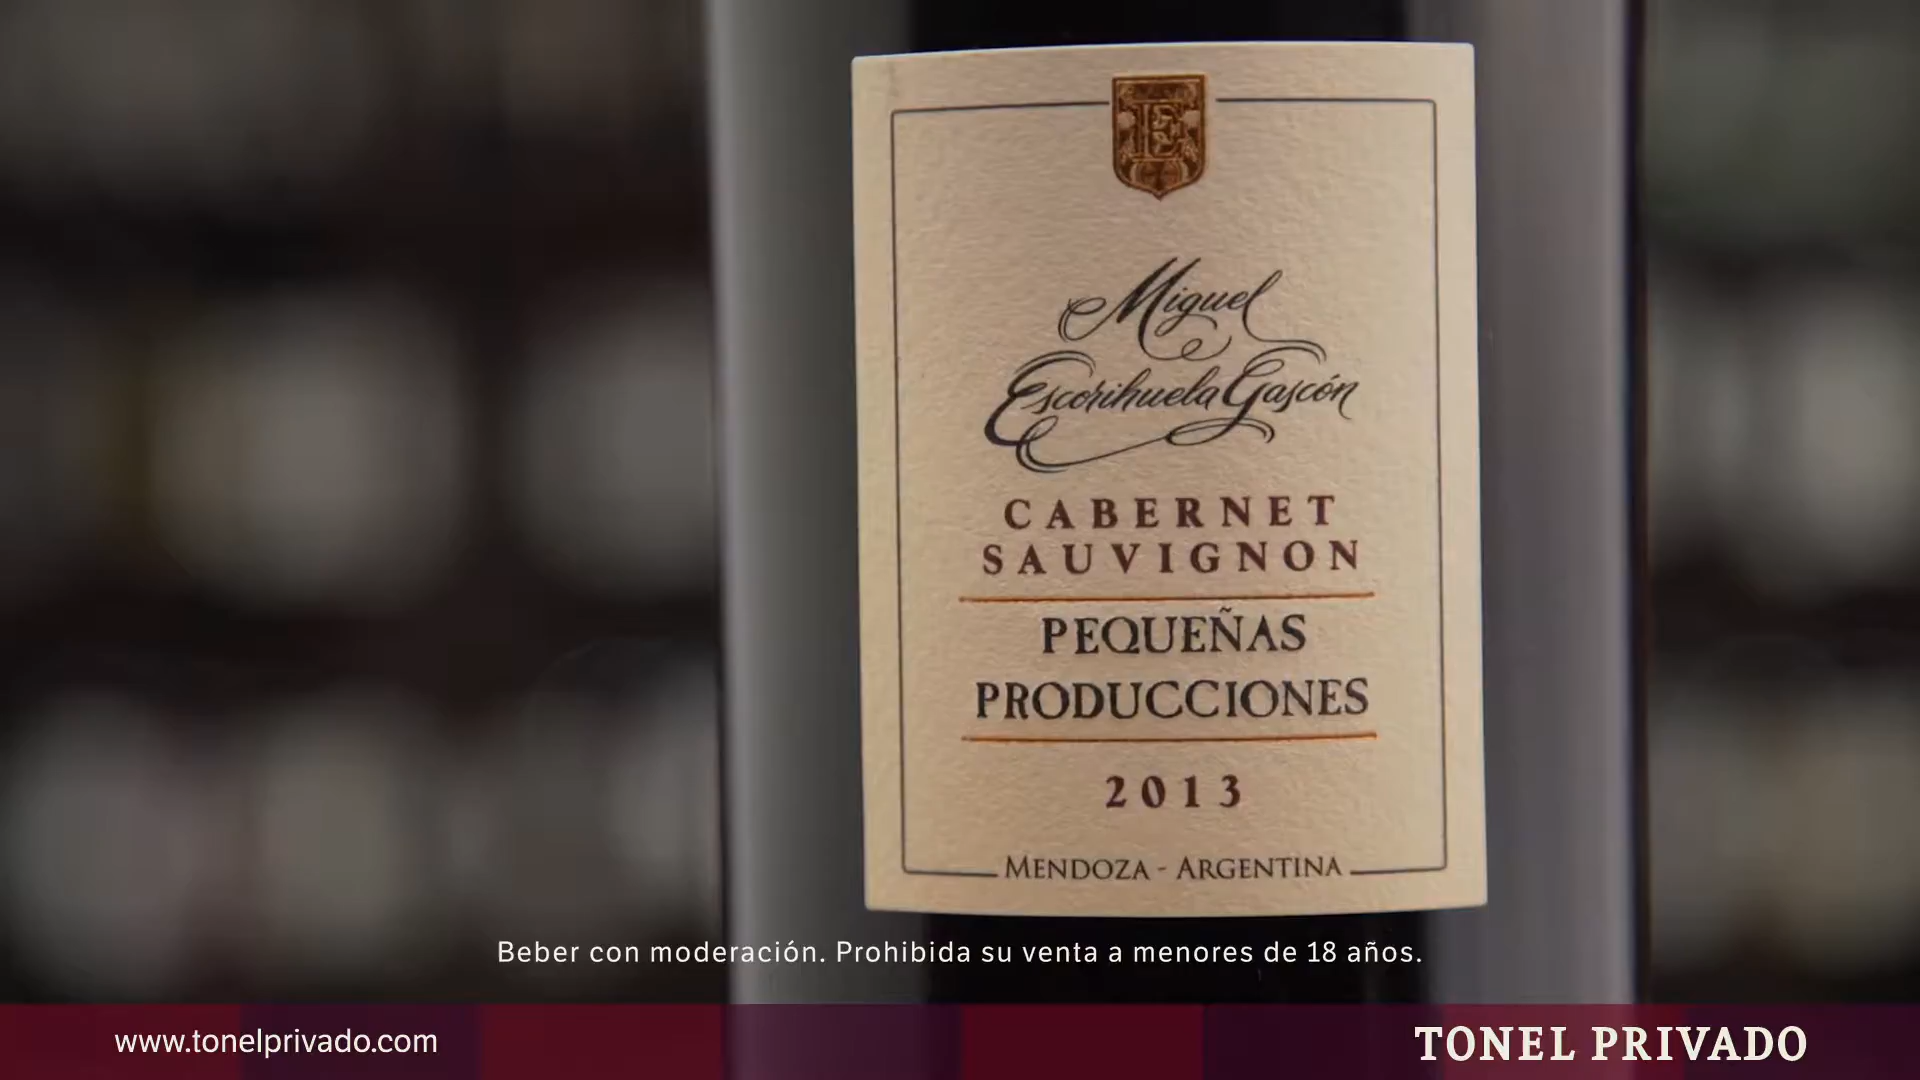 E
Miguel
Escorihuela Gascón
CABERNET
SAUVIGNON
PEQUEÑAS
PRODUCCIONES
2013
MENDOZA - ARGENTINA
Beber con moderación. Prohibida su venta a menores de 18 años.
www.tonelprivado.com
TONEL PRIVADO